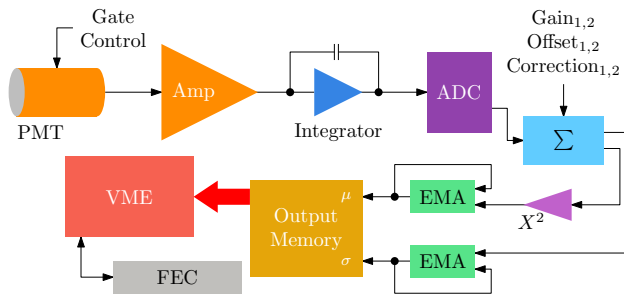 Gate
Control
PMT
Amp
Integrator
ADC
Gain₁,₂
Offset₁,₂
Correction₁,₂
Σ
VME
Output
Memory
μ
σ
EMA
X²
EMA
FEC